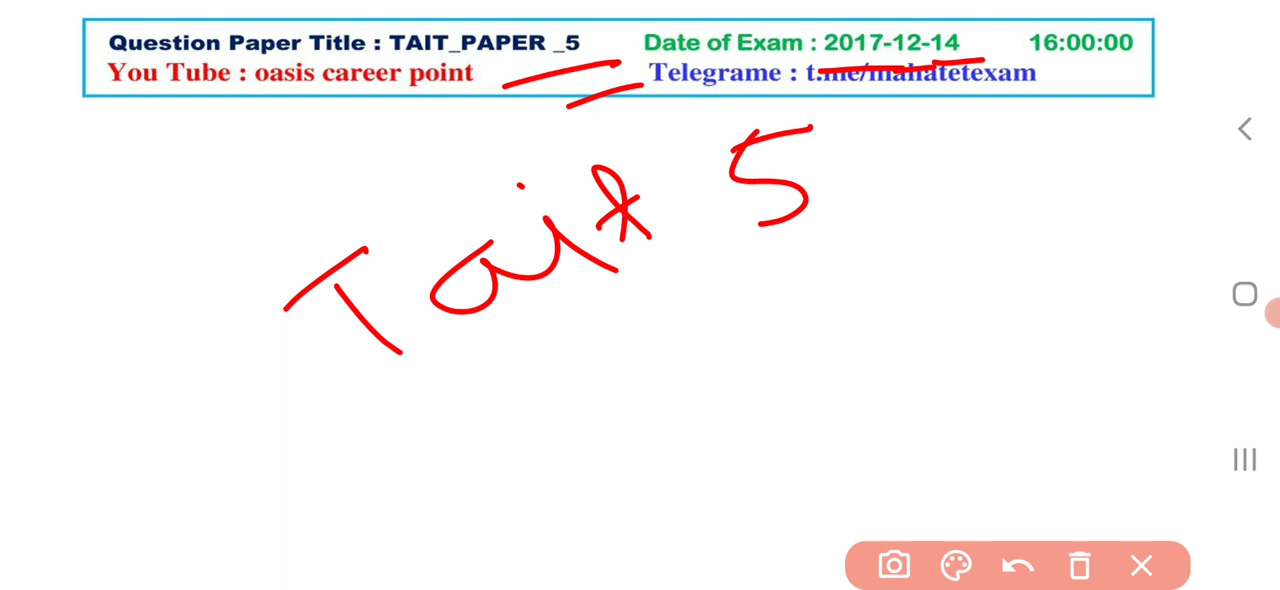 Question Paper Title : TAIT_PAPER _5 Date of Exam : 2017-12-14 16:00:00
You Tube : oasis career point Telegrame : t.me/mahatetexam
Tait 5